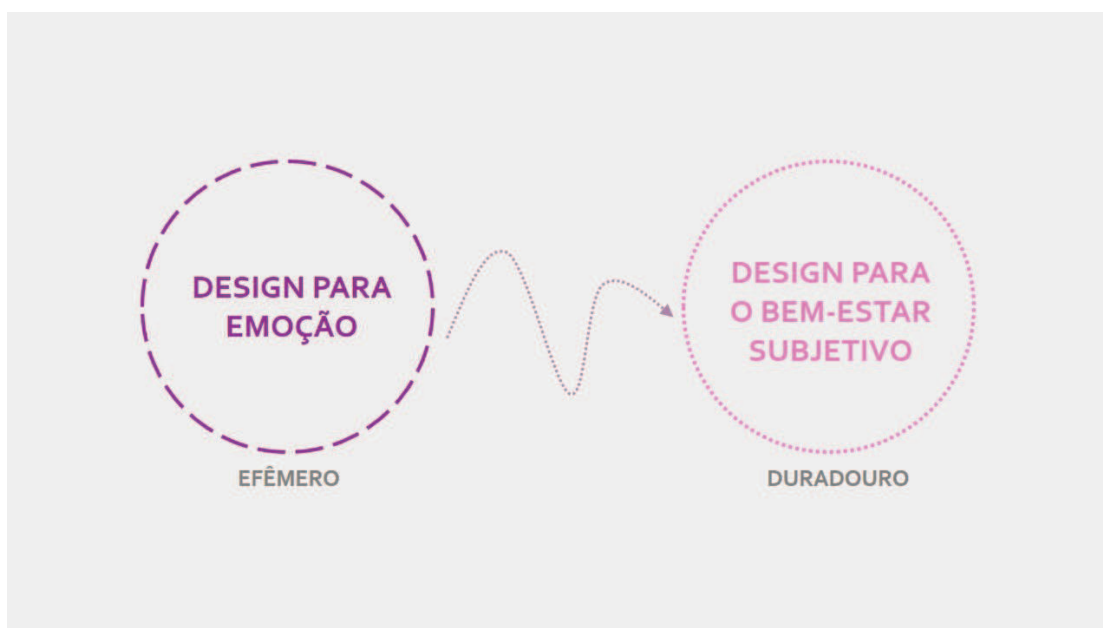 DESIGN PARA
EMOÇÃO
EFÊMERO
DESIGN PARA
O BEM-ESTAR
SUBJETIVO
DURADOURO